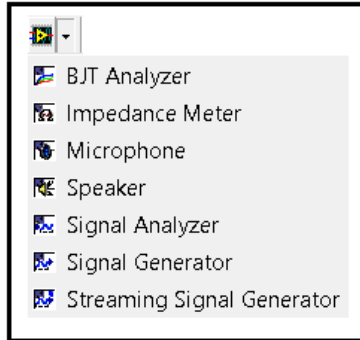 BJT Analyzer
Impedance Meter
Microphone
Speaker
Signal Analyzer
Signal Generator
Streaming Signal Generator